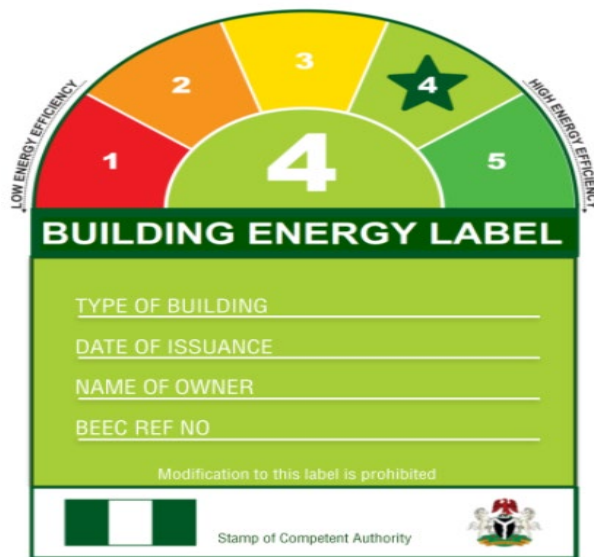 LOW ENERGY EFFICIENCY
1
2
3
4
5
HIGH ENERGY EFFICIENCY
4
BUILDING ENERGY LABEL
TYPE OF BUILDING
DATE OF ISSUANCE
NAME OF OWNER
BEEC REF NO
Modification to this label is prohibited
Stamp of Competent Authority